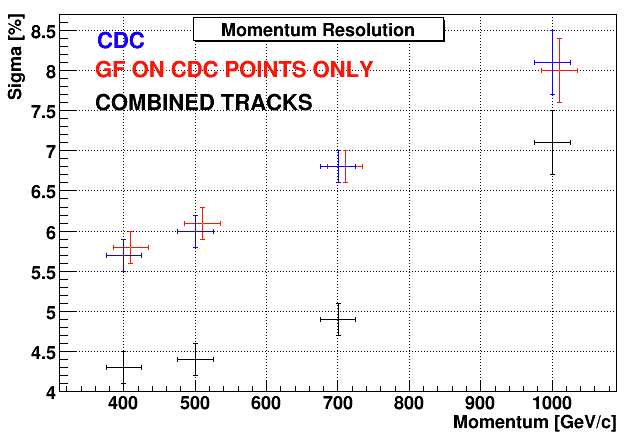 Momentum Resolution
Sigma [%]
CDC
GF ON CDC POINTS ONLY
COMBINED TRACKS
8.5
8
7.5
7
6.5
6
5.5
5
4.5
4
400 500 600 700 800 900 1000
Momentum [GeV/c]